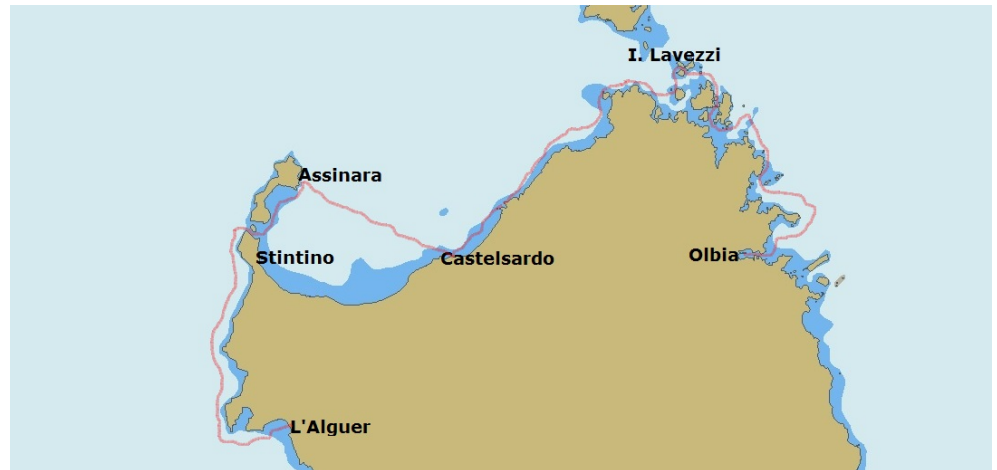 I. Lavezzi
Assinara
Stintino
Castelsardo
Olbia
L'Alguer